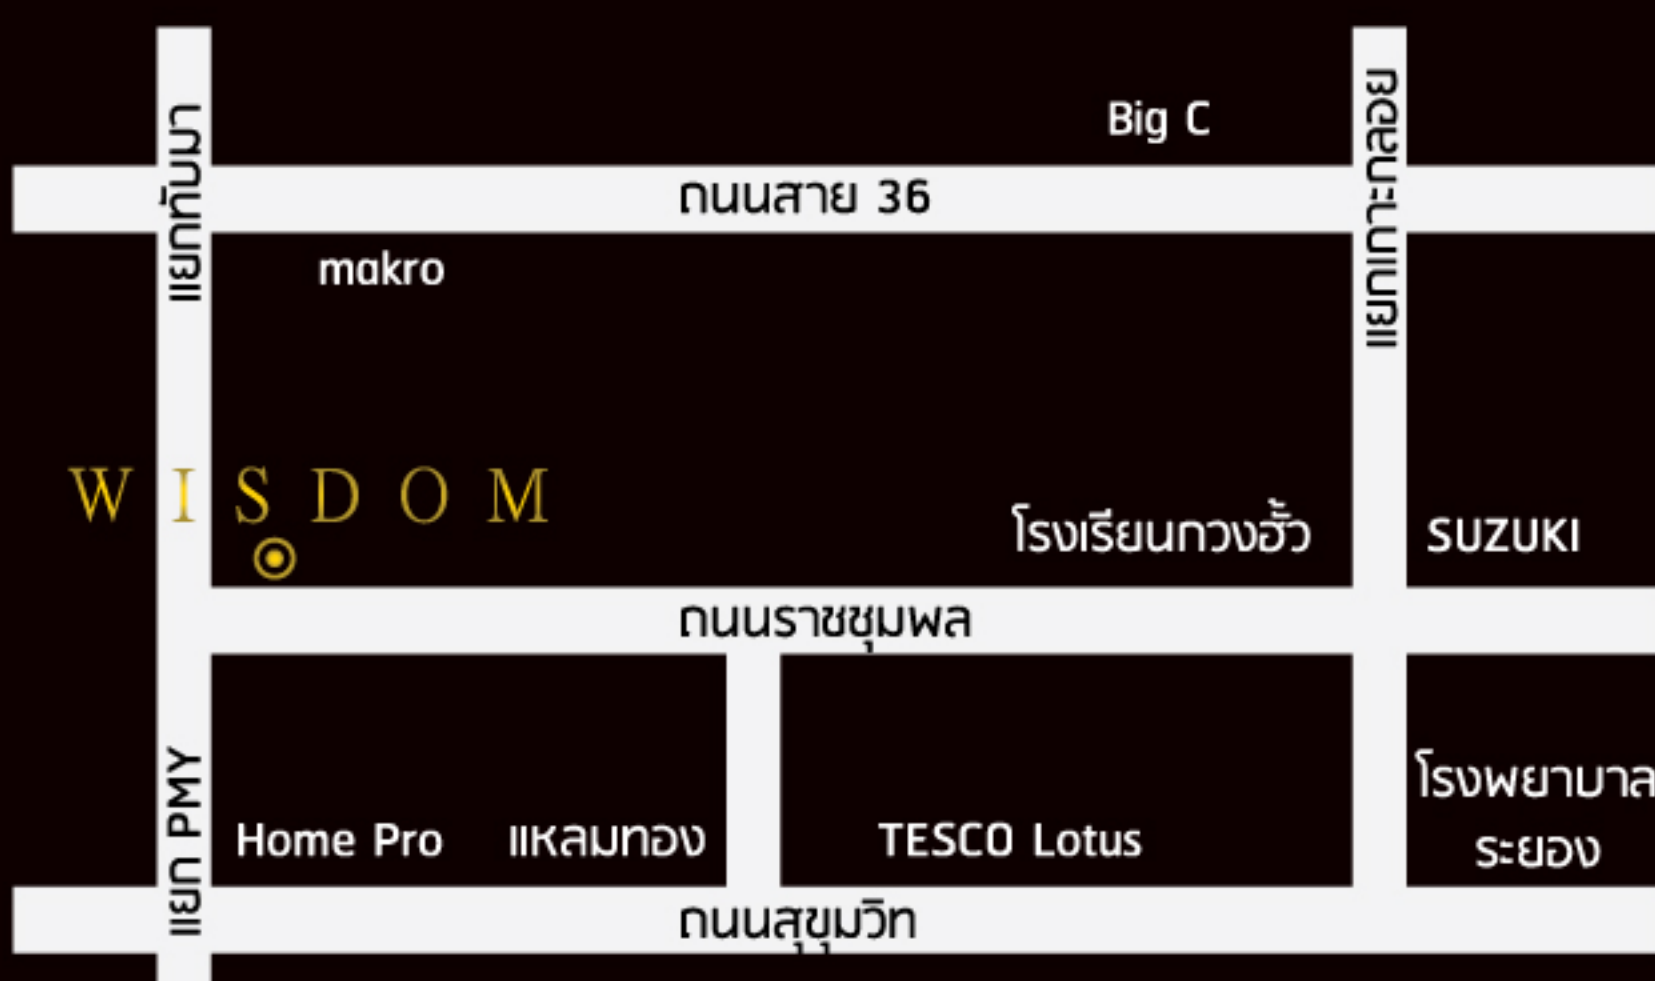 Big C
แยกเกาะกลอย
แยกทับมา
ถนนสาย 36
makro
W I S D O M
โรงเรียนกวงฮั้ว
SUZUKI
ถนนราชชุมพล
โรงพยาบาล
ระยอง
แยก PMY
Home Pro
แหลมทอง
TESCO Lotus
ถนนสุขุมวิท